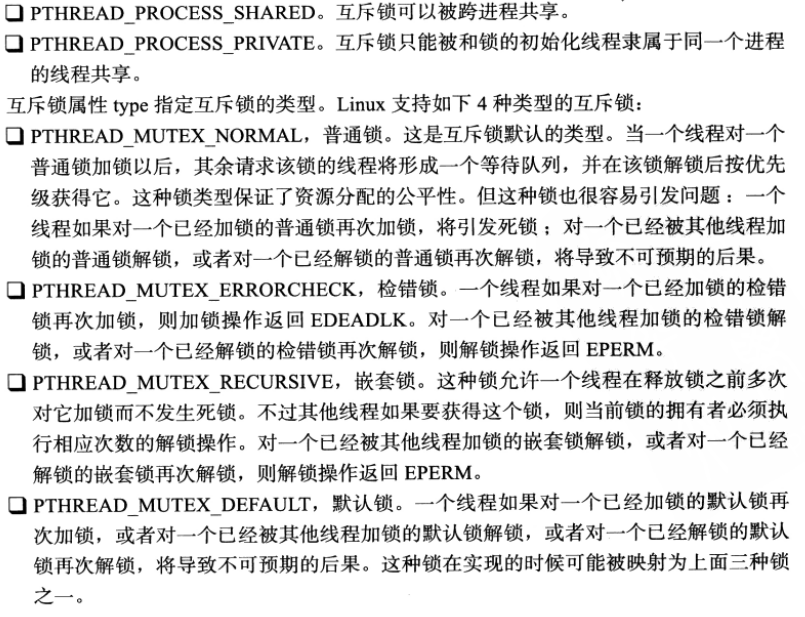 ❏ PTHREAD_PROCESS_SHARED。互斥锁可以被跨进程共享。
❏ PTHREAD_PROCESS_PRIVATE。互斥锁只能被和锁的初始化线程隶属于同一个进程
的线程共享。
互斥锁属性 type 指定互斥锁的类型。Linux 支持如下 4 种类型的互斥锁：
❏ PTHREAD_MUTEX_NORMAL，普通锁。这是互斥锁默认的类型。当一个线程对一个
普通锁加锁以后，其余请求该锁的线程将形成一个等待队列，并在该锁解锁后按优先
级获得它。这种锁类型保证了资源分配的公平性。但这种锁也很容易引发问题：一个
线程如果对一个已经加锁的普通锁再次加锁，将引发死锁；对一个已经被其他线程加
锁的普通锁解锁，或者对一个已经解锁的普通锁再次解锁，将导致不可预期的后果。
❏ PTHREAD_MUTEX_ERRORCHECK，检错锁。一个线程如果对一个已经加锁的检错
锁再次加锁，则加锁操作返回 EDEADLK。对一个已经被其他线程加锁的检错锁解
锁，或者对一个已经解锁的检错锁再次解锁，则解锁操作返回 EPERM。
❏ PTHREAD_MUTEX_RECURSIVE，嵌套锁。这种锁允许一个线程在释放锁之前多次
对它加锁而不发生死锁。不过其他线程如果要获得这个锁，则当前锁的拥有者必须执
行相应次数的解锁操作。对一个已经被其他线程加锁的嵌套锁解锁，或者对一个已经
解锁的嵌套锁再次解锁，则解锁操作返回 EPERM。
❏ PTHREAD_MUTEX_DEFAULT，默认锁。一个线程如果对一个已经加锁的默认锁再
次加锁，或者对一个已经被其他线程加锁的默认锁解锁，或者对一个已经解锁的默认
锁再次解锁，将导致不可预期的后果。这种锁在实现的时候可能被映射为上面三种锁
之一。